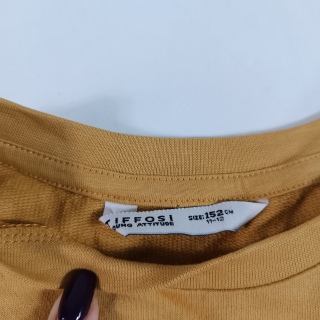 IFFOSI
UNG ATTITUDE
SIZE: 152 CM
11-12